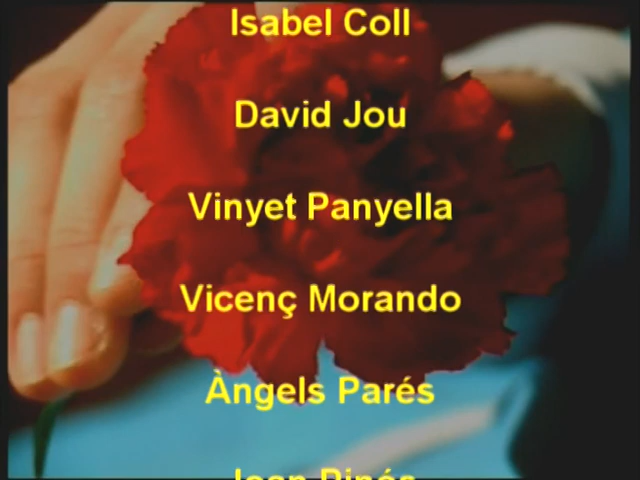 Isabel Coll
David Jou
Vinyet Panyella
Vicenç Morando
Àngels Parés